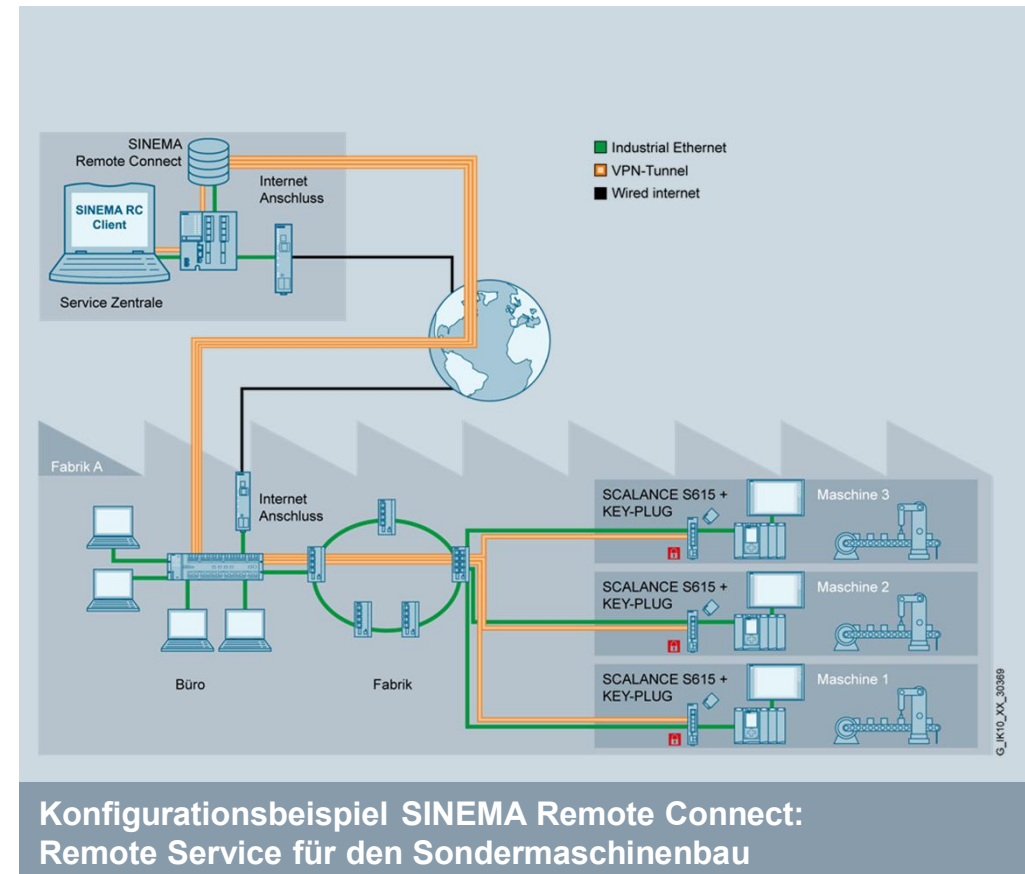 SINEMA
Remote Connect
Internet
Anschluss
SINEMA RC
Client
Service Zentrale
Industrial Ethernet
VPN-Tunnel
Wired internet
Fabrik A
Internet
Anschluss
Büro
Fabrik
SCALANCE S615 +
KEY-PLUG
Maschine 3
SCALANCE S615 +
KEY-PLUG
Maschine 2
SCALANCE S615 +
KEY-PLUG
Maschine 1
G_IK10_XX_30369
Konfigurationsbeispiel SINEMA Remote Connect:
Remote Service für den Sondermaschinenbau